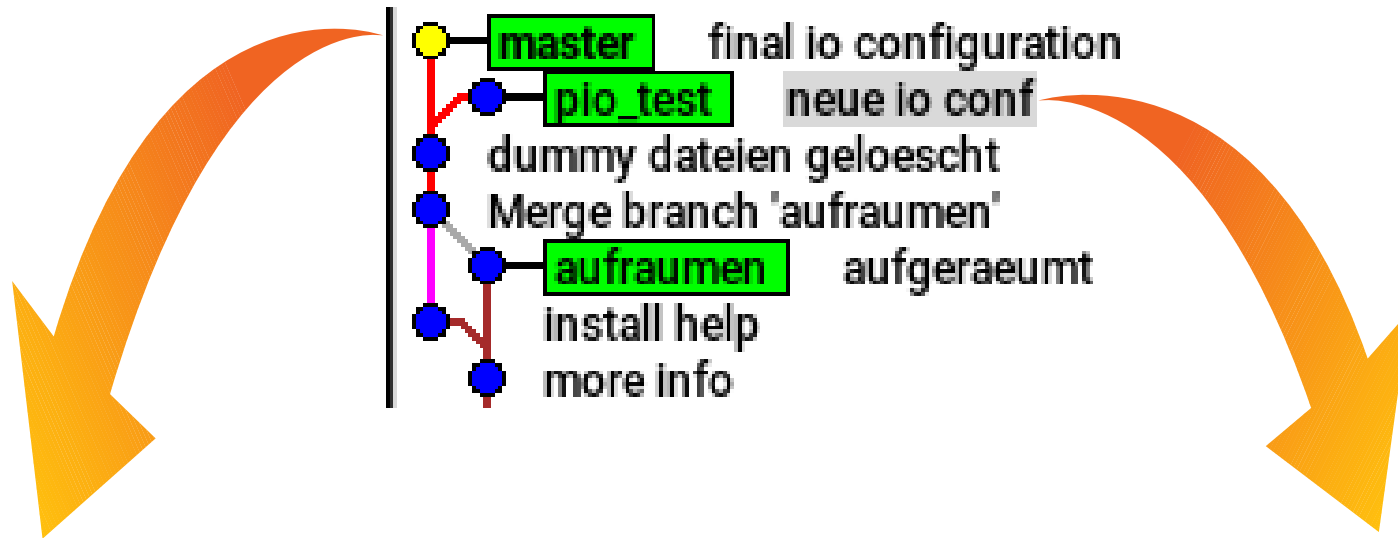 master final io configuration
pio_test neue io conf
dummy dateien geloescht
Merge branch 'aufraumen'
aufraumen aufgeraeumt
install help
more info